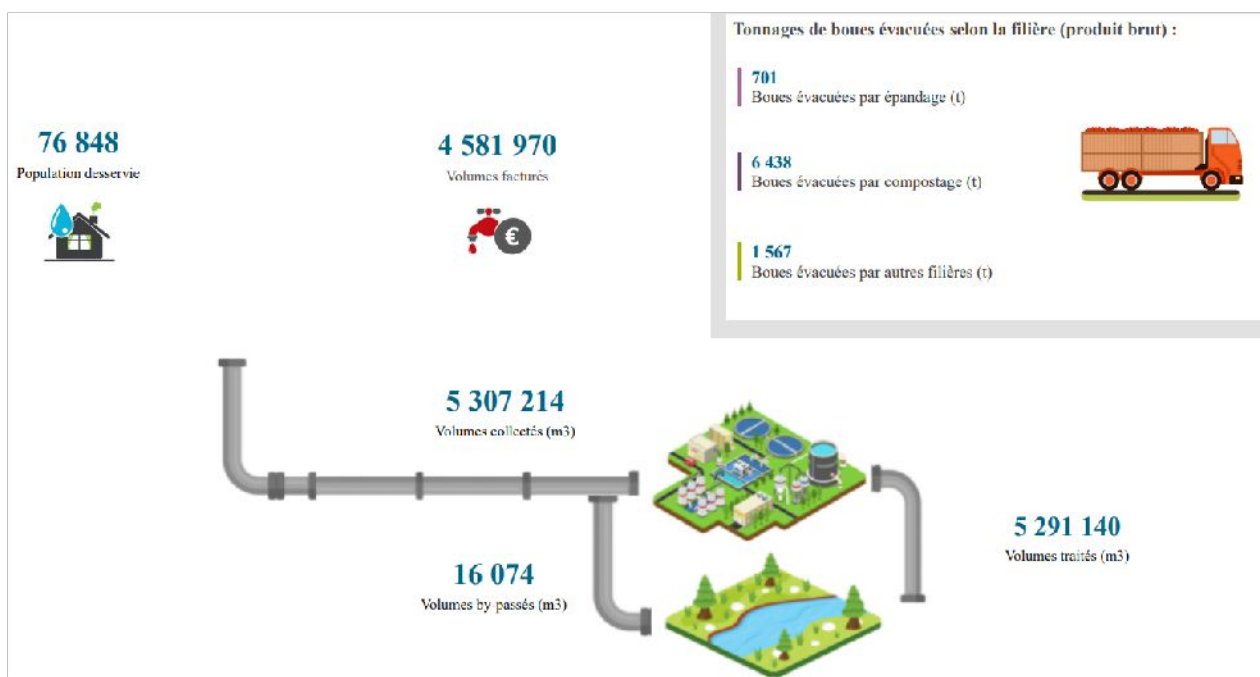 Tonnages de boues évacuées selon la filière (produit brut) :
701
Boues évacuées par épandage (t)
6 438
Boues évacuées par compostage (t)
1 567
Boues évacuées par autres filières (t)
76 848
Population desservie
4 581 970
Volumes facturés
€
5 307 214
Volumes collectés (m3)
5 291 140
Volumes traités (m3)
16 074
Volumes by-passés (m3)